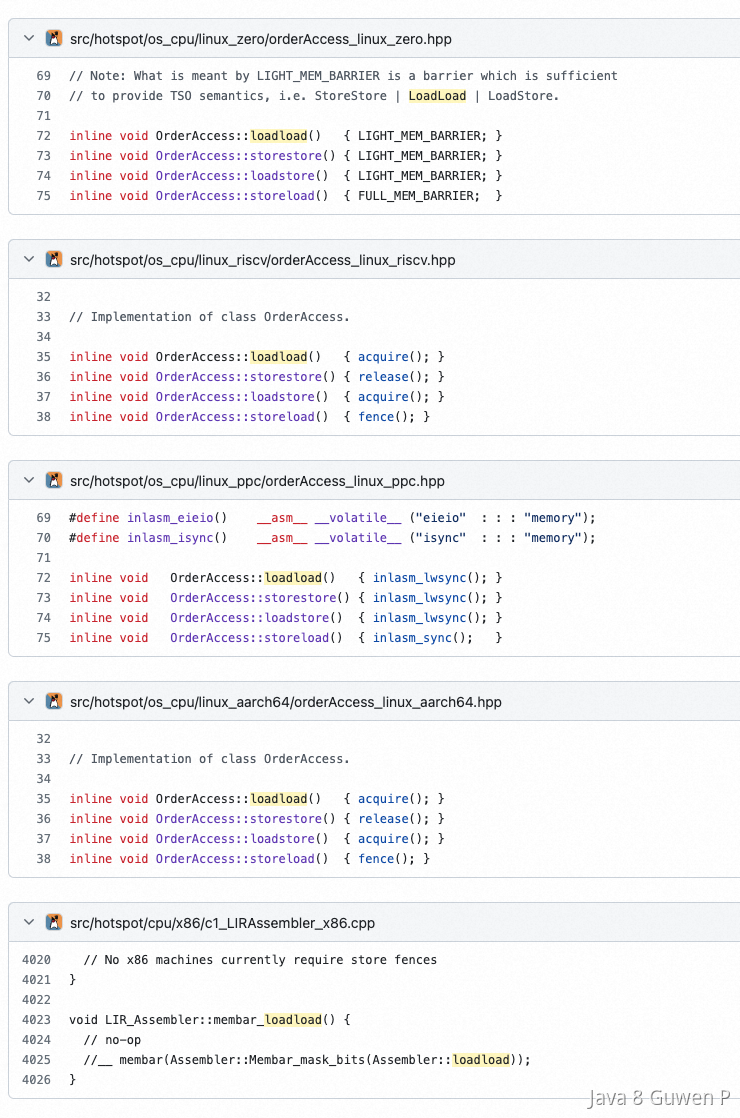 src/hotspot/os_cpu/linux_zero/orderAccess_linux_zero.hpp
69 // Note: What is meant by LIGHT_MEM_BARRIER is a barrier which is sufficient
70 // to provide TSO semantics, i.e. StoreStore | LoadLoad | LoadStore.
71
72 inline void OrderAccess::loadload()   { LIGHT_MEM_BARRIER; }
73 inline void OrderAccess::storestore() { LIGHT_MEM_BARRIER; }
74 inline void OrderAccess::loadstore()  { LIGHT_MEM_BARRIER; }
75 inline void OrderAccess::storeload()  { FULL_MEM_BARRIER;  }
src/hotspot/os_cpu/linux_riscv/orderAccess_linux_riscv.hpp
32
33 // Implementation of class OrderAccess.
34
35 inline void OrderAccess::loadload()   { acquire(); }
36 inline void OrderAccess::storestore() { release(); }
37 inline void OrderAccess::loadstore()  { acquire(); }
38 inline void OrderAccess::storeload()  { fence(); }
src/hotspot/os_cpu/linux_ppc/orderAccess_linux_ppc.hpp
69 #define inlasm_eieio()    __asm__ __volatile__ ("eieio"  : : : "memory");
70 #define inlasm_isync()    __asm__ __volatile__ ("isync"  : : : "memory");
71
72 inline void   OrderAccess::loadload()   { inlasm_lwsync(); }
73 inline void   OrderAccess::storestore() { inlasm_lwsync(); }
74 inline void   OrderAccess::loadstore()  { inlasm_lwsync(); }
75 inline void   OrderAccess::storeload()  { inlasm_sync();   }
src/hotspot/os_cpu/linux_aarch64/orderAccess_linux_aarch64.hpp
32
33 // Implementation of class OrderAccess.
34
35 inline void OrderAccess::loadload()   { acquire(); }
36 inline void OrderAccess::storestore() { release(); }
37 inline void OrderAccess::loadstore()  { acquire(); }
38 inline void OrderAccess::storeload()  { fence(); }
src/hotspot/cpu/x86/c1_LIRAssembler_x86.cpp
4020   // No x86 machines currently require store fences
4021 }
4022
4023 void LIR_Assembler::membar_loadload() {
4024   // no-op
4025   //__ membar(Assembler::Membar_mask_bits(Assembler::loadload));
4026 }
Java 8 Guwen P